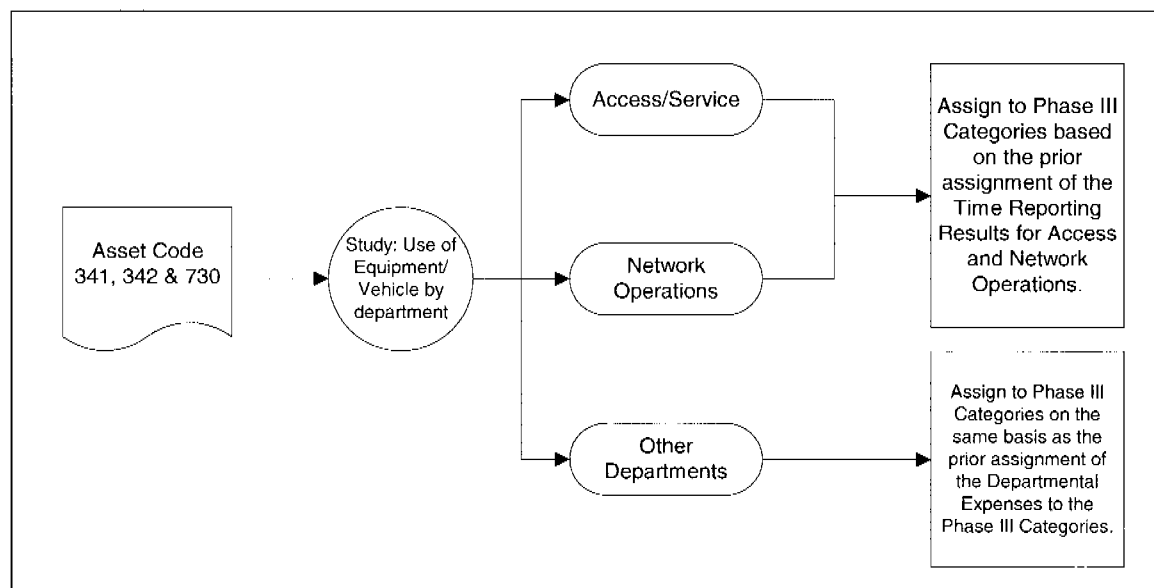 Asset Code
341, 342 & 730
Study: Use of
Equipment/
Vehicle by
department
Access/Service
Network
Operations
Other
Departments
Assign to Phase III
Categories based
on the prior
assignment of the
Time Reporting
Results for Access
and Network
Operations.
Assign to Phase III
Categories on the
same basis as the
prior assignment of
the Departmental
Expenses to the
Phase III Categories.